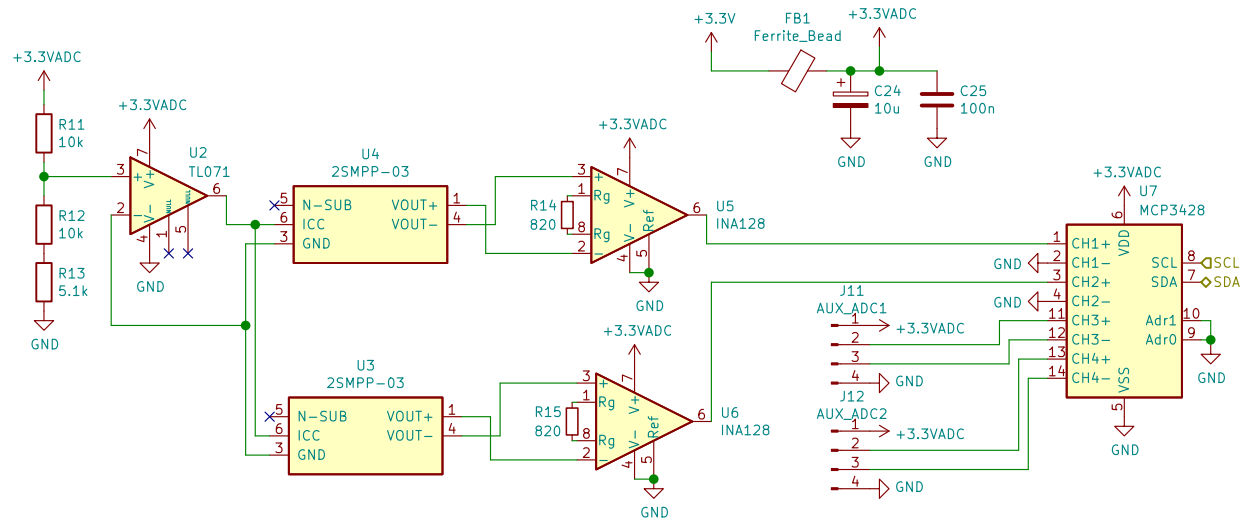 +3.3V
FB1
Ferrite_Bead
+3.3VADC
C24
10u
C25
100n
GND
GND
+3.3VADC
R11
10k
R12
10k
R13
5.1k
GND
+3.3VADC
U2
TL071
3
2
7
6
4
1
5
+
-
V+
V-
NULL
NULL
GND
U4
2SMPP-03
5
6
3
N-SUB
ICC
GND
VOUT+
VOUT-
1
4
+3.3VADC
R14
820
3
1
8
2
7
6
4
5
+
Rg
Rg
-
V+
V-
Ref
U5
INA128
GND
U3
2SMPP-03
5
6
3
N-SUB
ICC
GND
VOUT+
VOUT-
1
4
+3.3VADC
R15
820
3
1
8
2
7
6
4
5
+
Rg
Rg
-
V+
V-
Ref
U6
INA128
GND
J11
AUX_ADC1
1
+3.3VADC
2
3
4
GND
J12
AUX_ADC2
1
+3.3VADC
2
3
4
GND
+3.3VADC
U7
MCP3428
6
VDD
1
CH1+
GND
2
CH1-
3
CH2+
GND
4
CH2-
11
CH3+
12
CH3-
13
CH4+
14
CH4-
SCL
8
SCL
SDA
7
SDA
Adr1
10
Adr0
9
GND
VSS
5
GND